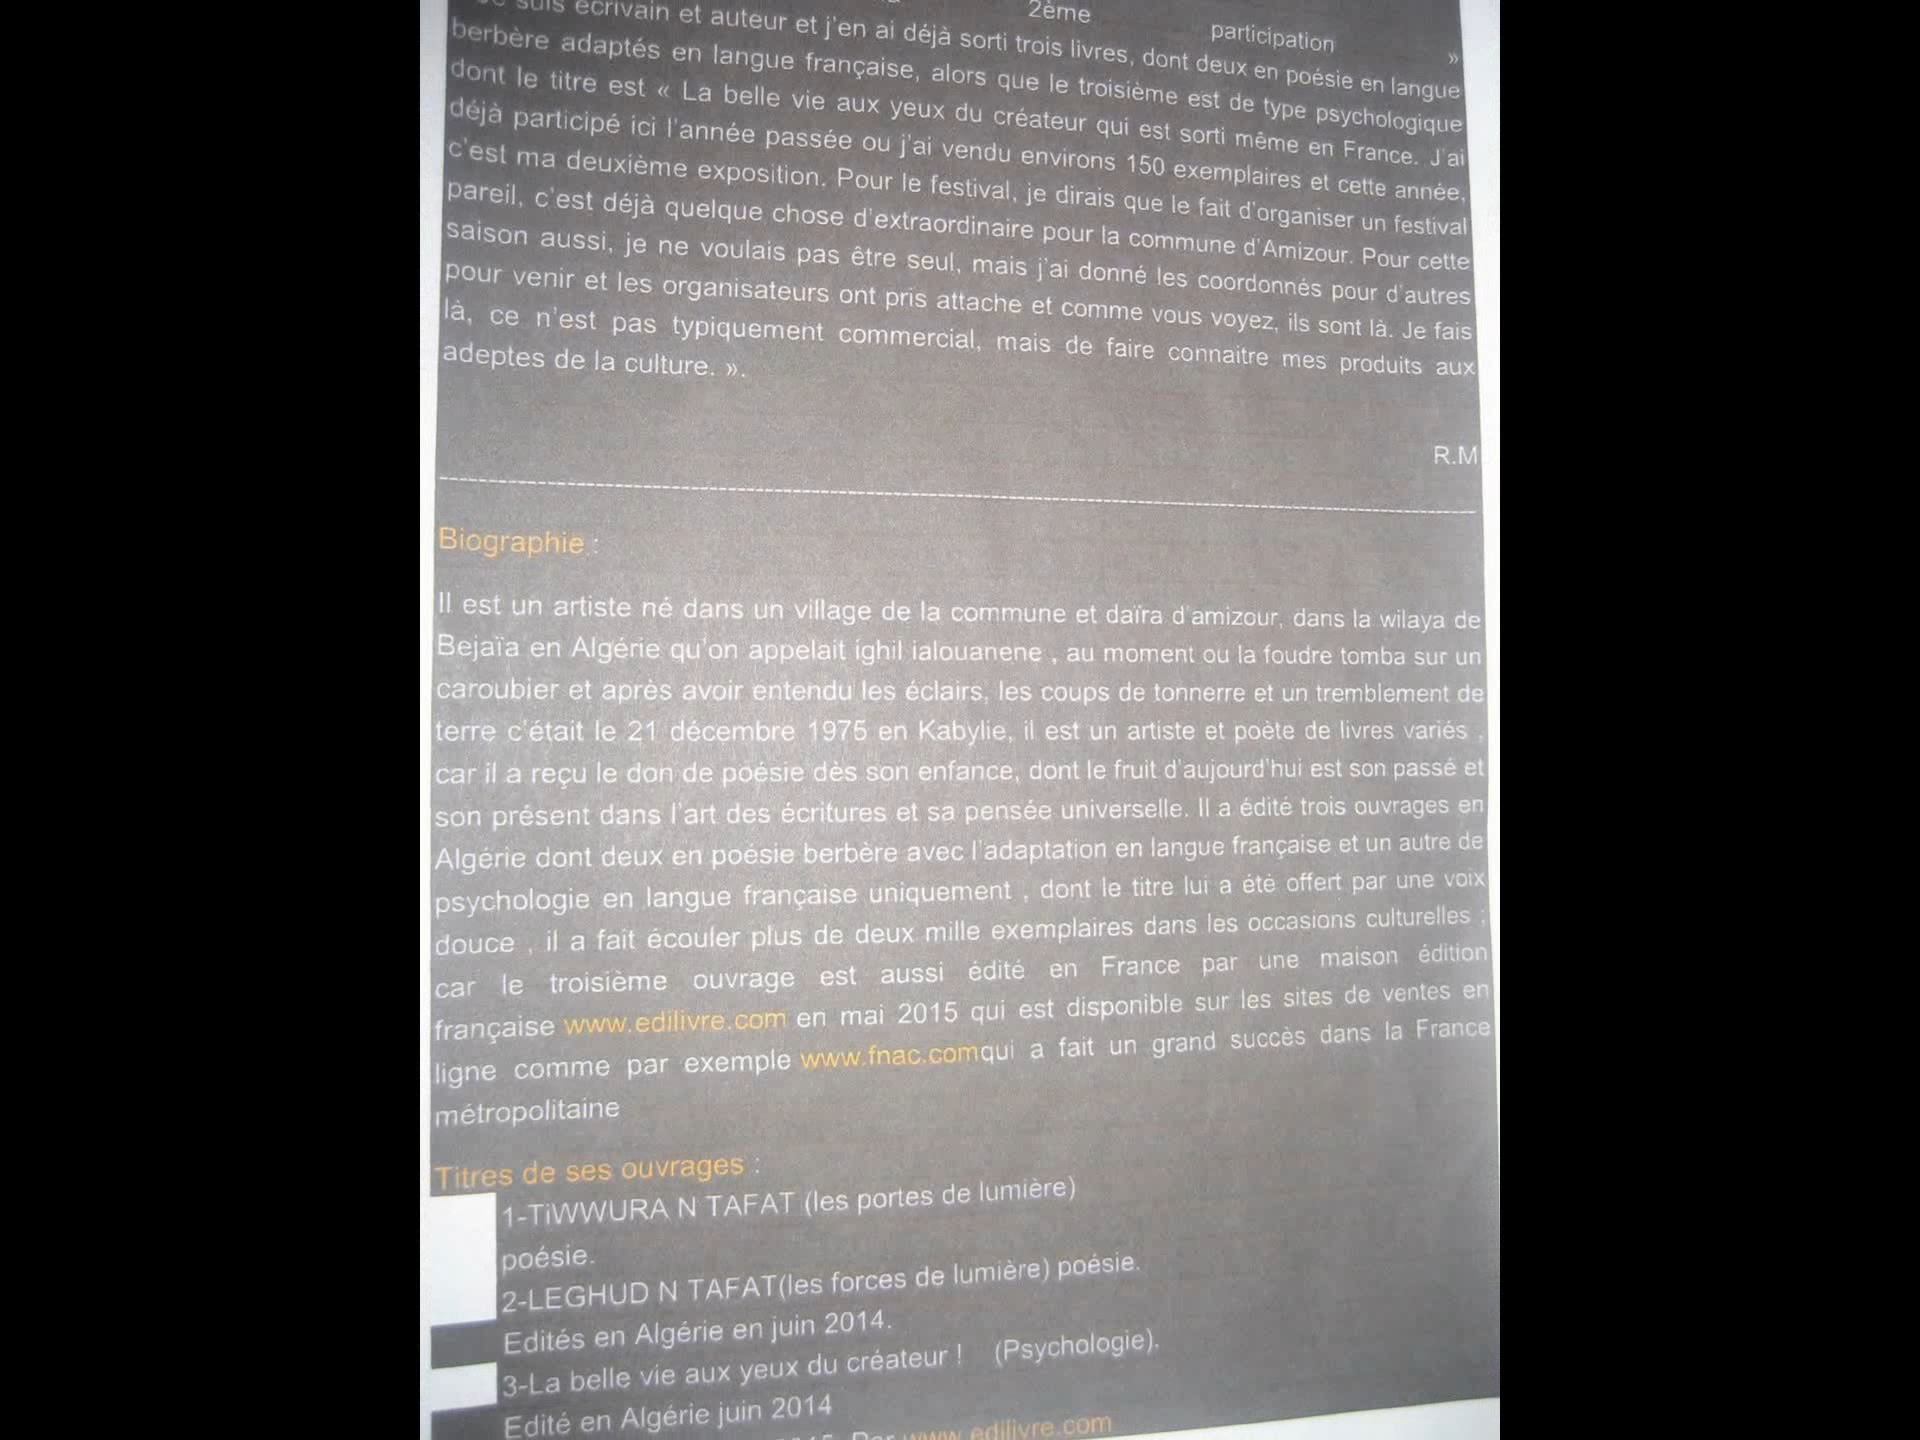 2ème participation »
suis écrivain et auteur et j'en ai déjà sorti trois livres, dont deux en poésie en langue
berbère adaptés en langue française, alors que le troisième est de type psychologique
dont le titre est « La belle vie aux yeux du créateur qui est sorti même en France. J'ai
déjà participé ici l'année passée ou j'ai vendu environs 150 exemplaires et cette année,
c'est ma deuxième exposition. Pour le festival, je dirais que le fait d'organiser un festival
pareil, c'est déjà quelque chose d'extraordinaire pour la commune d'Amizour. Pour cette
saison aussi, je ne voulais pas être seul, mais j'ai donné les coordonnés pour d'autres
pour venir et les organisateurs ont pris attache et comme vous voyez, ils sont là. Je fais
là, ce n'est pas typiquement commercial, mais de faire connaitre mes produits aux
adeptes de la culture. ».
R.M
Biographie :
Il est un artiste né dans un village de la commune et daïra d'amizour, dans la wilaya de
Bejaïa en Algérie qu'on appelait ighil ialouanene , au moment ou la foudre tomba sur un
caroubier et après avoir entendu les éclairs, les coups de tonnerre et un tremblement de
terre c'était le 21 décembre 1975 en Kabylie, il est un artiste et poète de livres variés ,
car il a reçu le don de poésie dès son enfance, dont le fruit d'aujourd'hui est son passé et
son présent dans l'art des écritures et sa pensée universelle. Il a édité trois ouvrages en
Algérie dont deux en poésie berbère avec l'adaptation en langue française et un autre de
psychologie en langue française uniquement , dont le titre lui a été offert par une voix
douce , il a fait écouler plus de deux mille exemplaires dans les occasions culturelles ;
car le troisième ouvrage est aussi édité en France par une maison édition
française www.edilivre.com en mai 2015 qui est disponible sur les sites de ventes en
ligne comme par exemple www.fnac.comqui a fait un grand succès dans la France
métropolitaine
Titres de ses ouvrages :
1-TiWWURA N TAFAT (les portes de lumière)
poésie.
2-LEGHUD N TAFAT(les forces de lumière) poésie.
Edités en Algérie en juin 2014.
3-La belle vie aux yeux du créateur ! (Psychologie).
Edité en Algérie juin 2014
2015. Par www.edilivre.com